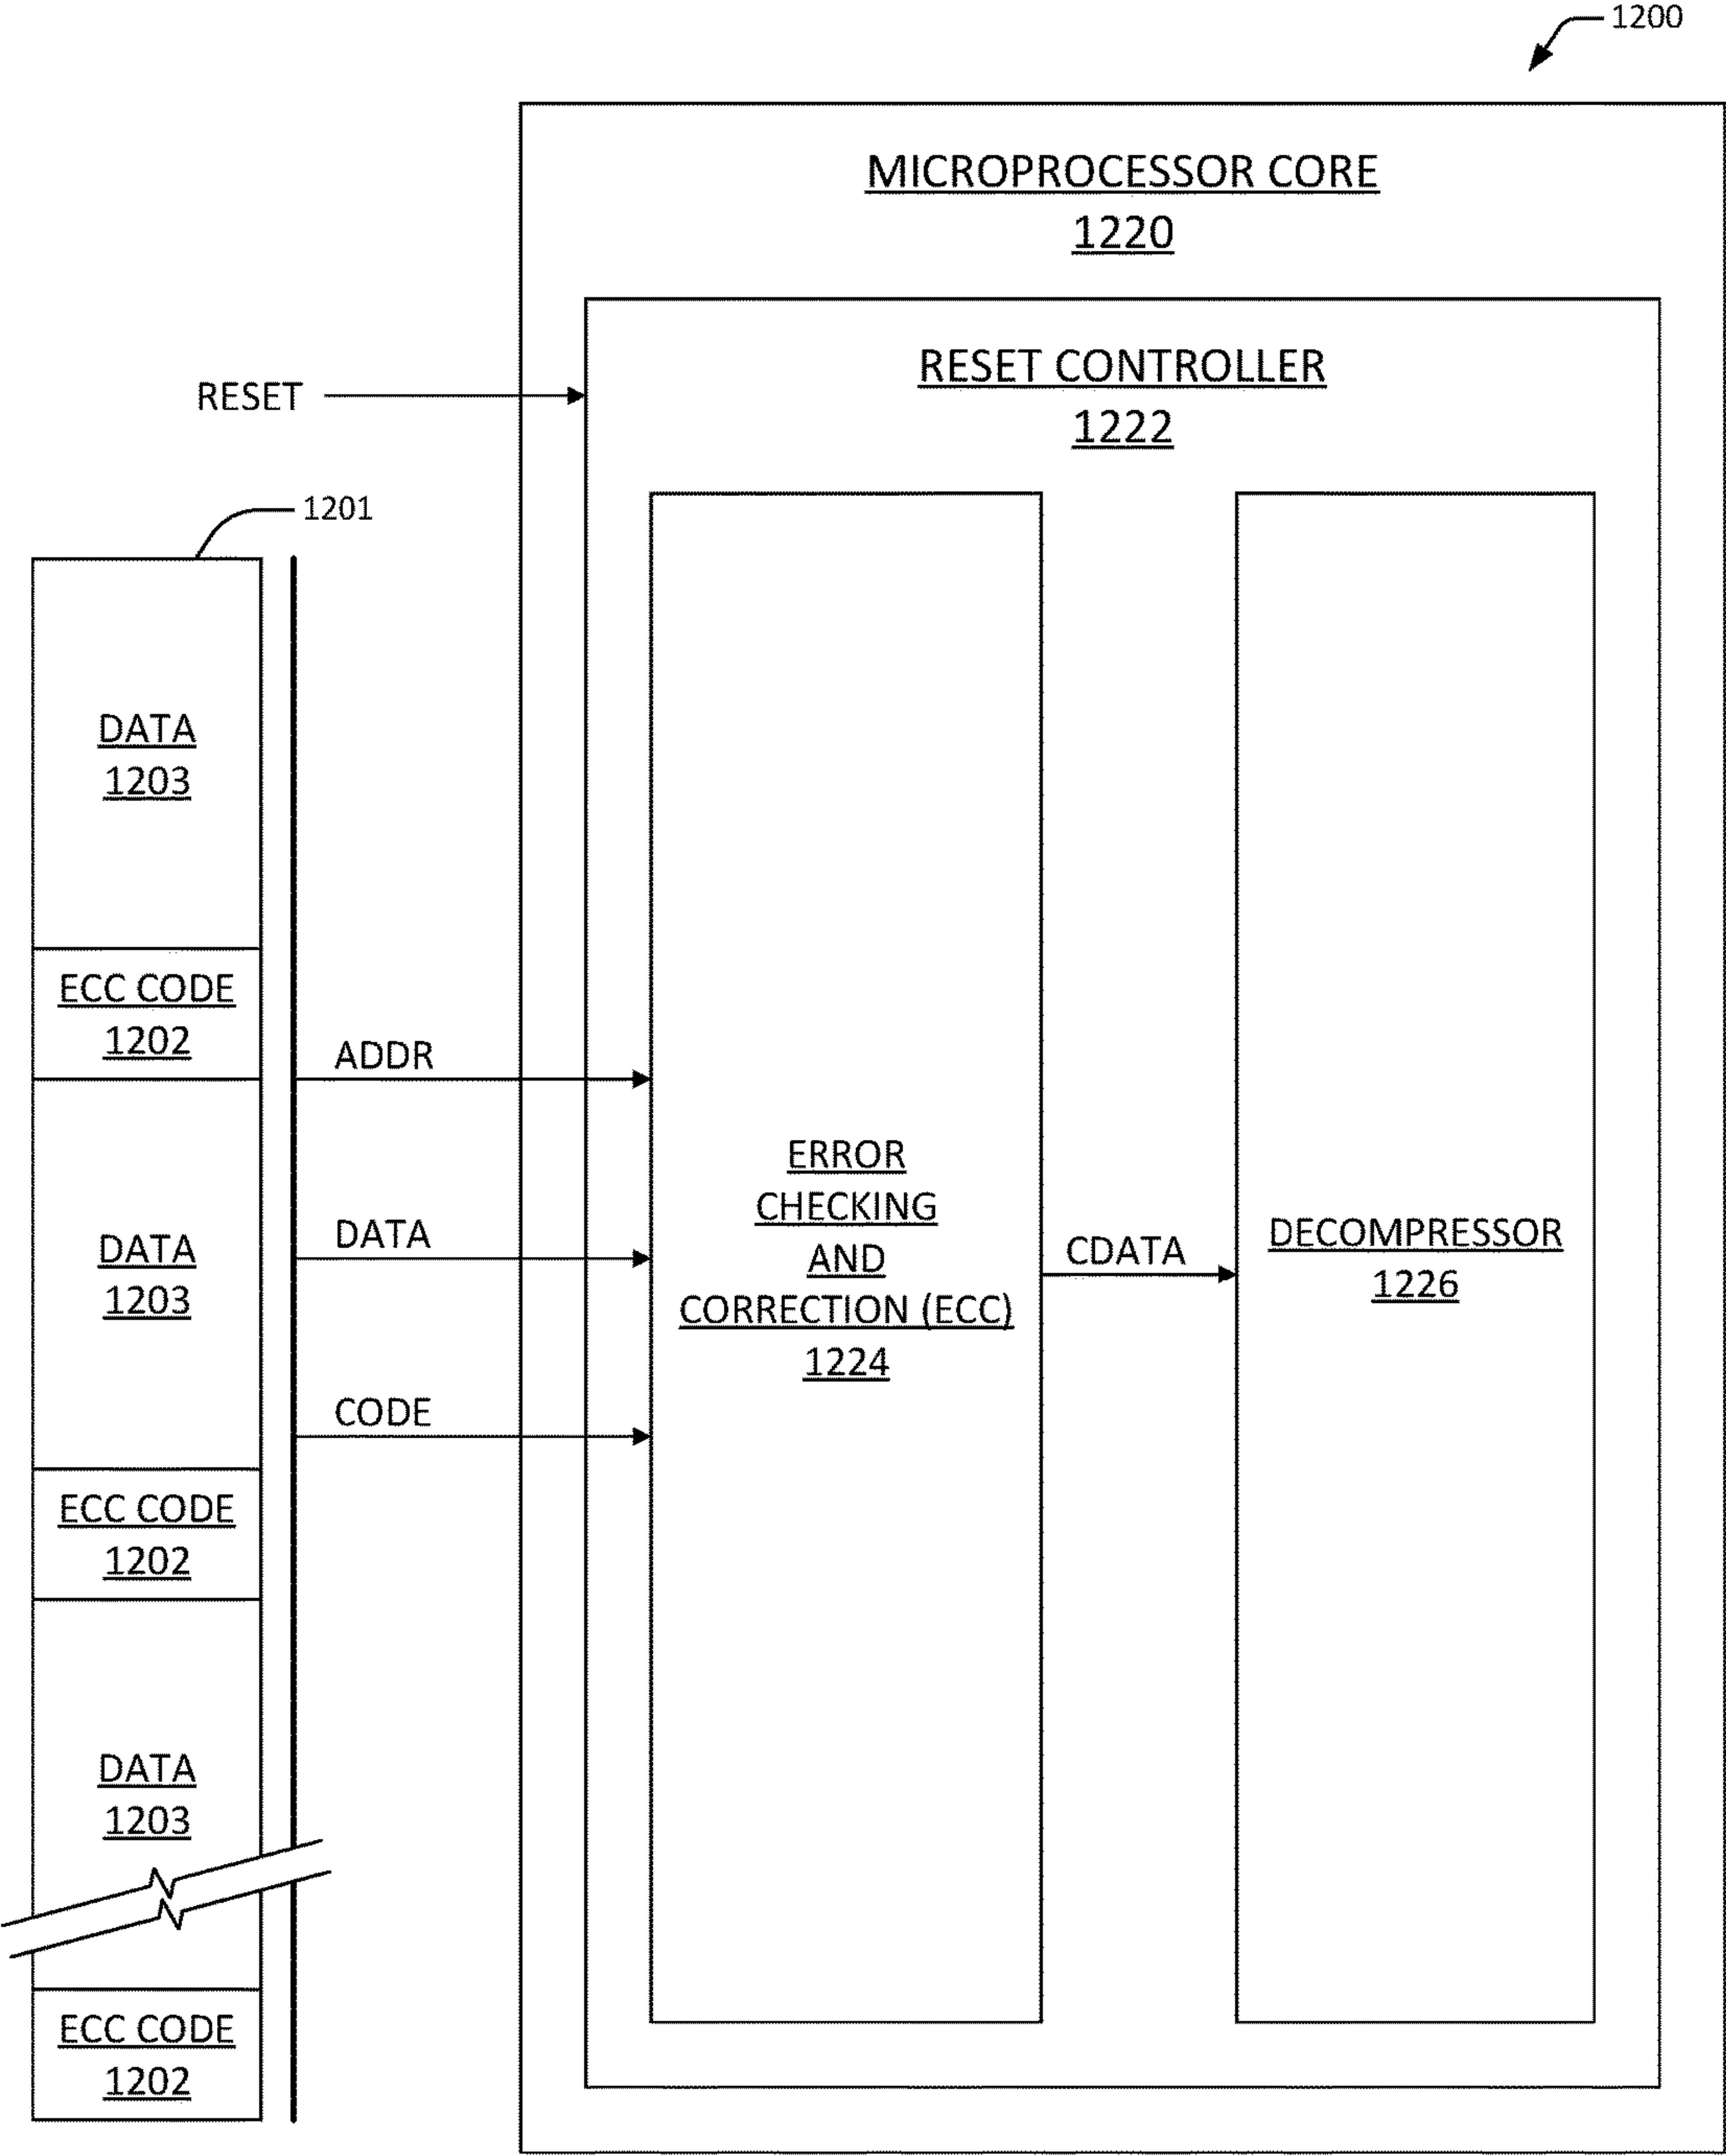 1200
MICROPROCESSOR CORE
1220
RESET CONTROLLER
1222
RESET
1201
DATA
1203
ECC CODE
1202
ADDR
DATA
1203
DATA
CODE
ERROR
CHECKING
AND
CORRECTION (ECC)
1224
CDATA
DECOMPRESSOR
1226
ECC CODE
1202
DATA
1203
ECC CODE
1202